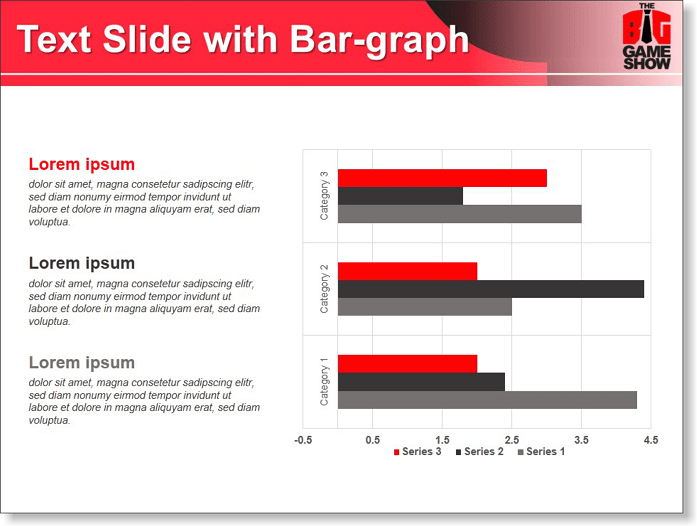 Text Slide with Bar-graph
THE
BIG
GAME
SHOW
Lorem ipsum
dolor sit amet, magna consetetur sadipscing elitr,
sed diam nonumy eirmod tempor invidunt ut
labore et dolore in magna aliquyam erat, sed diam
voluptua.
Lorem ipsum
dolor sit amet, magna consetetur sadipscing elitr,
sed diam nonumy eirmod tempor invidunt ut
labore et dolore in magna aliquyam erat, sed diam
voluptua.
Lorem ipsum
dolor sit amet, magna consetetur sadipscing elitr,
sed diam nonumy eirmod tempor invidunt ut
labore et dolore in magna aliquyam erat, sed diam
voluptua.
Category 3
Category 2
Category 1
-0.5 0.5 1.5 2.5 3.5 4.5
Series 3 Series 2 Series 1